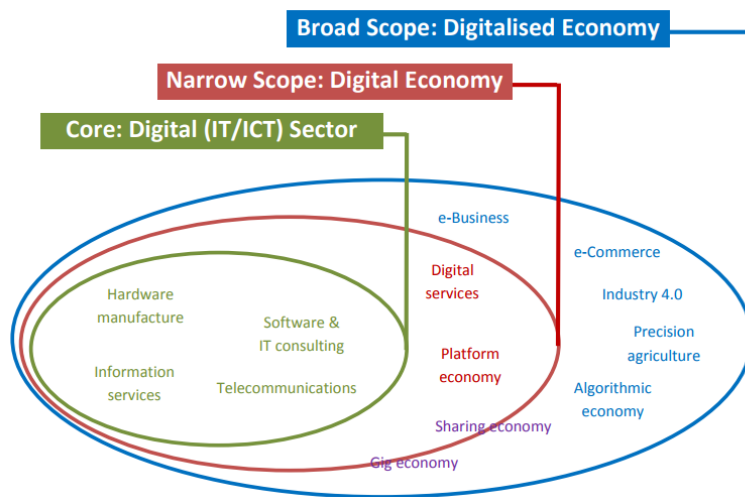 Broad Scope: Digitalised Economy
Narrow Scope: Digital Economy
Core: Digital (IT/ICT) Sector
e-Business
e-Commerce
Digital
services
Industry 4.0
Hardware
manufacture
Software &
IT consulting
Precision
agriculture
Platform
economy
Information
services
Telecommunications
Algorithmic
economy
Sharing economy
Gig economy